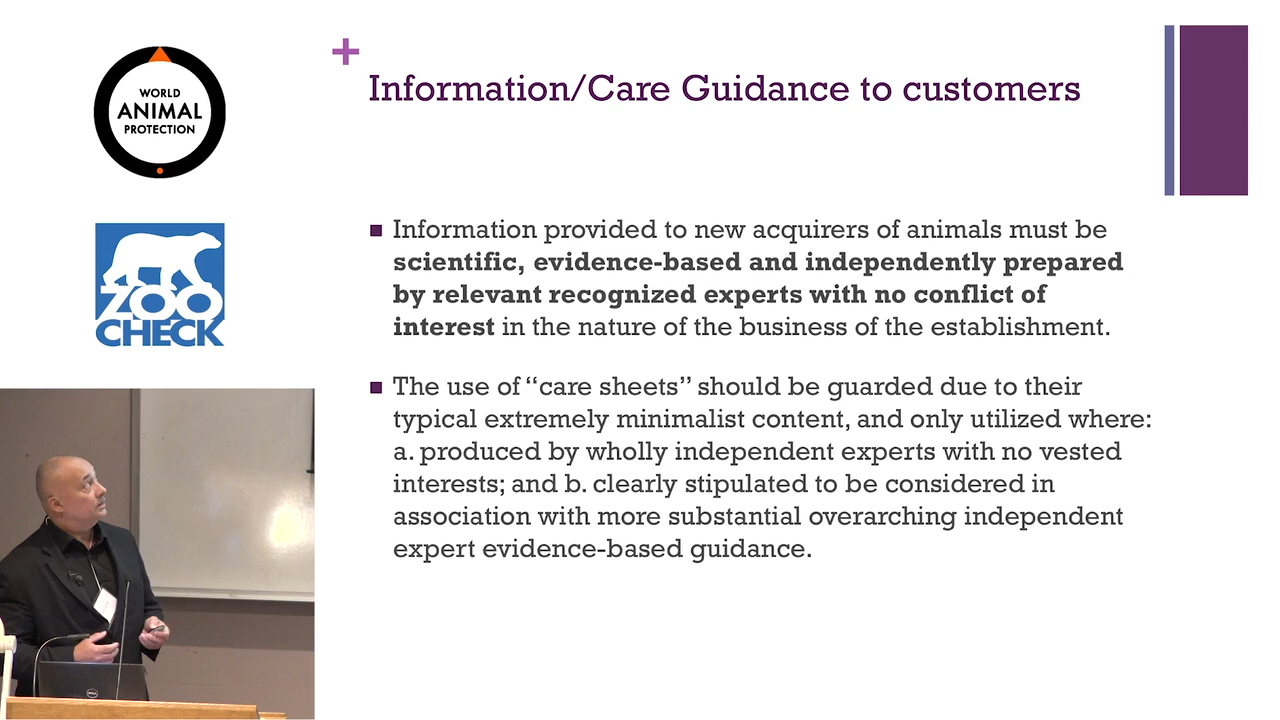 WORLD
ANIMAL
PROTECTION
ZOO
CHECK
+
Information/Care Guidance to customers
Information provided to new acquirers of animals must be
scientific, evidence-based and independently prepared
by relevant recognized experts with no conflict of
interest in the nature of the business of the establishment.
The use of “care sheets” should be guarded due to their
typical extremely minimalist content, and only utilized where:
a. produced by wholly independent experts with no vested
interests; and b. clearly stipulated to be considered in
association with more substantial overarching independent
expert evidence-based guidance.
DELL